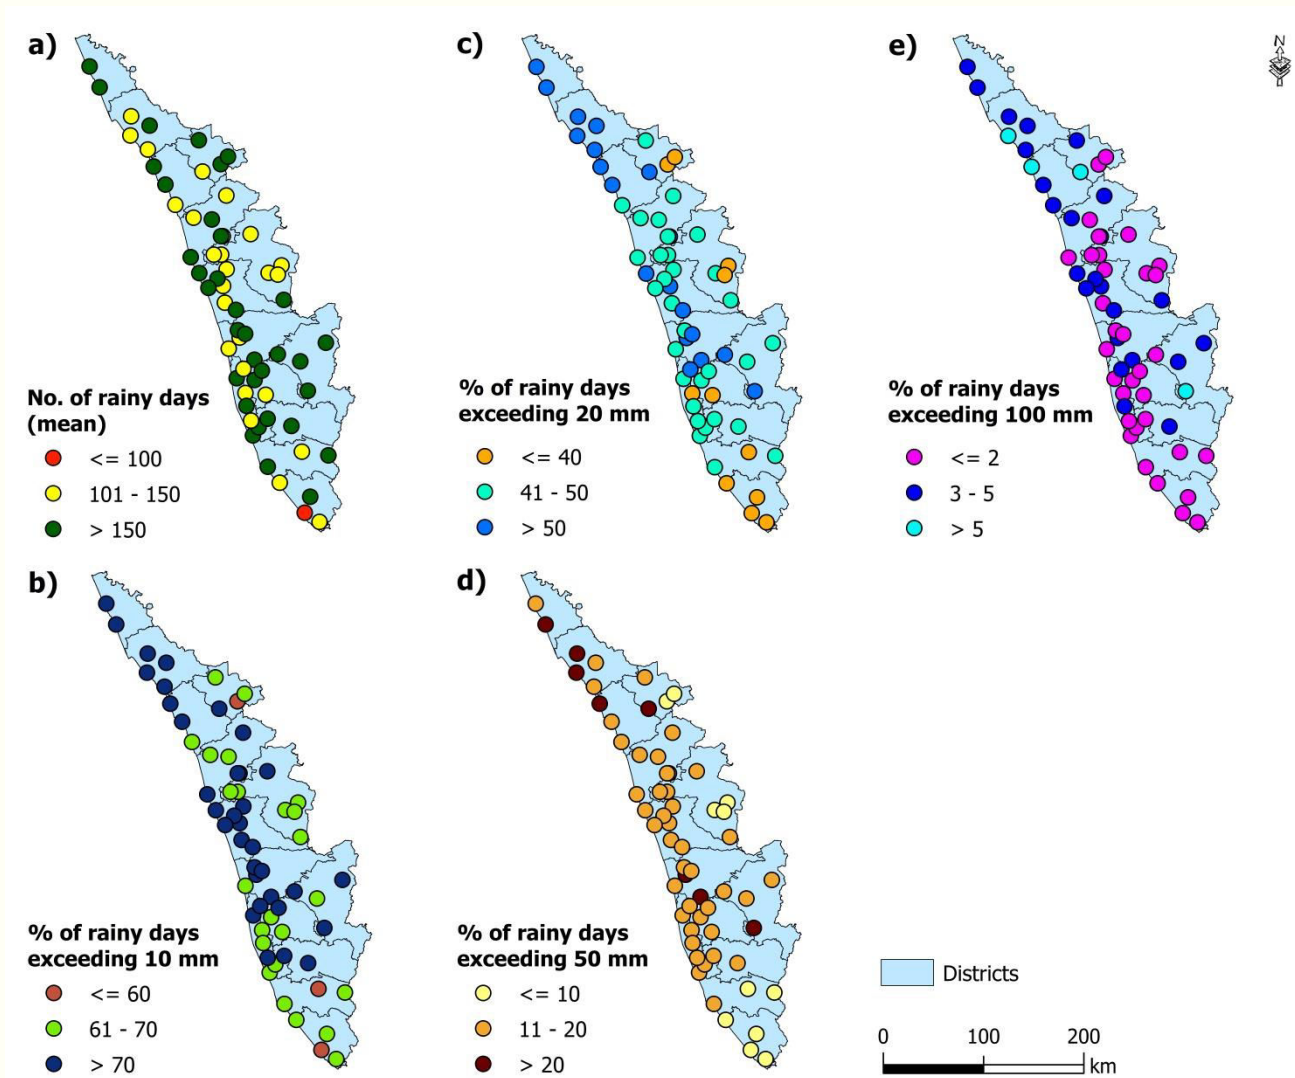 a)
No. of rainy days
(mean)
<= 100
101 - 150
> 150
c)
% of rainy days
exceeding 20 mm
<= 40
41 - 50
> 50
e)
% of rainy days
exceeding 100 mm
<= 2
3 - 5
> 5
N
b)
% of rainy days
exceeding 10 mm
<= 60
61 - 70
> 70
d)
% of rainy days
exceeding 50 mm
<= 10
11 - 20
> 20
Districts
0 100 200
km